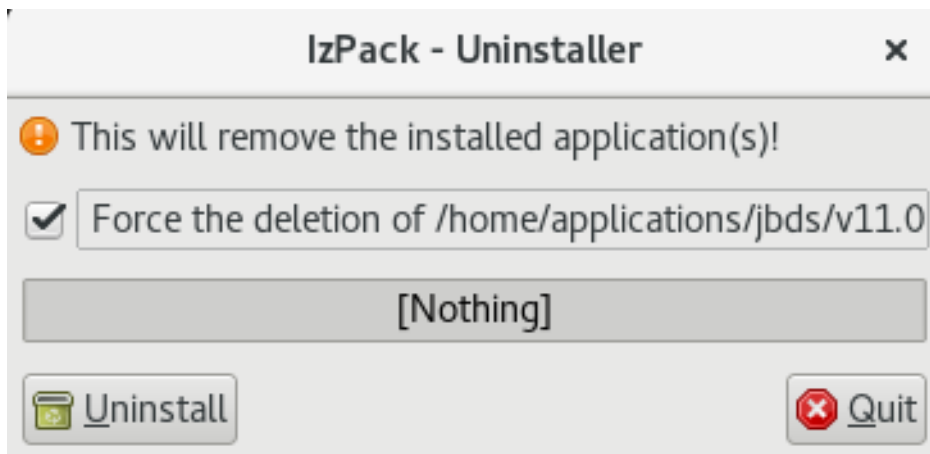 IzPack - Uninstaller
This will remove the installed application(s)!
Force the deletion of /home/applications/jbds/v11.0
[Nothing]
Uninstall
Quit